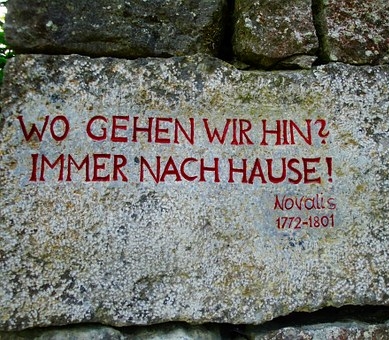 WO GEHEN WIR HIN?
IMMER NACH HAUSE!
Novalis
1772-1801